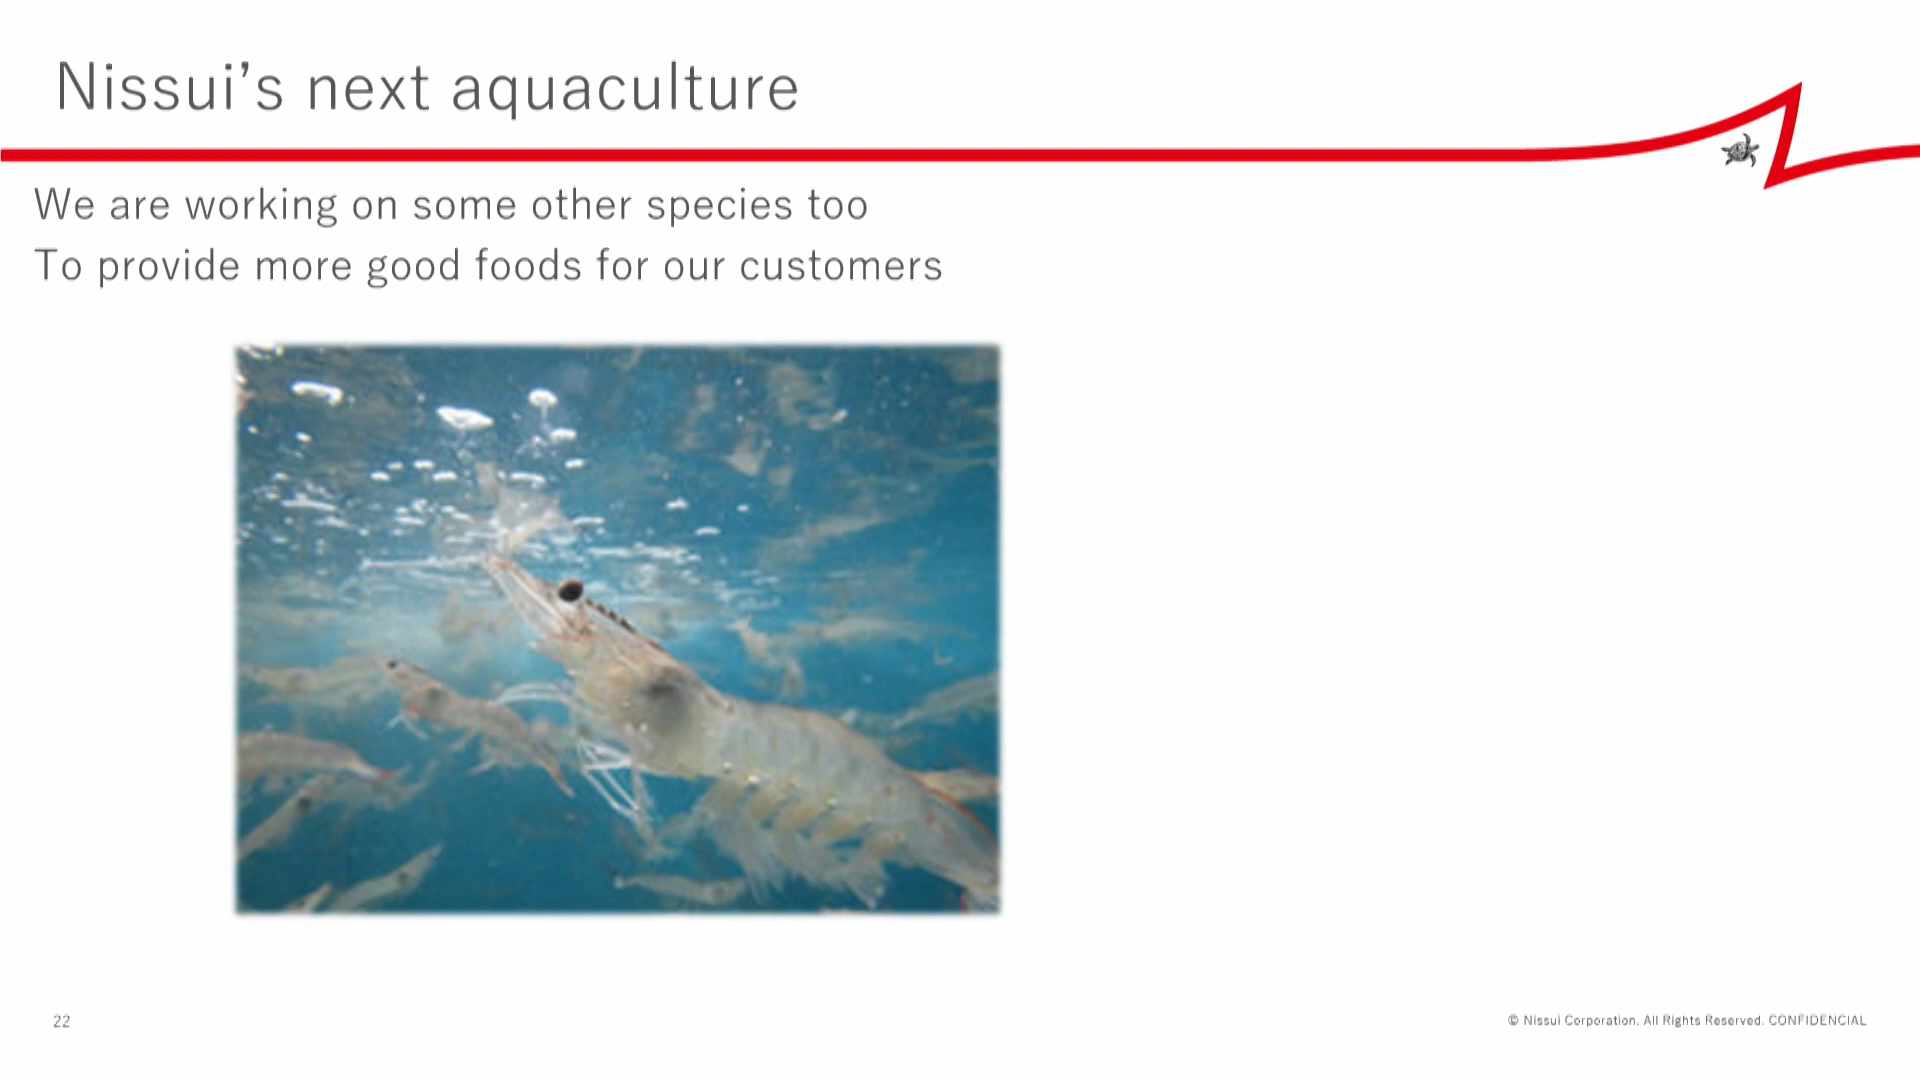 Nissui’s next aquaculture
We are working on some other species too
To provide more good foods for our customers
22
© Nissui Corporation. All Rights Reserved. CONFIDENCIAL